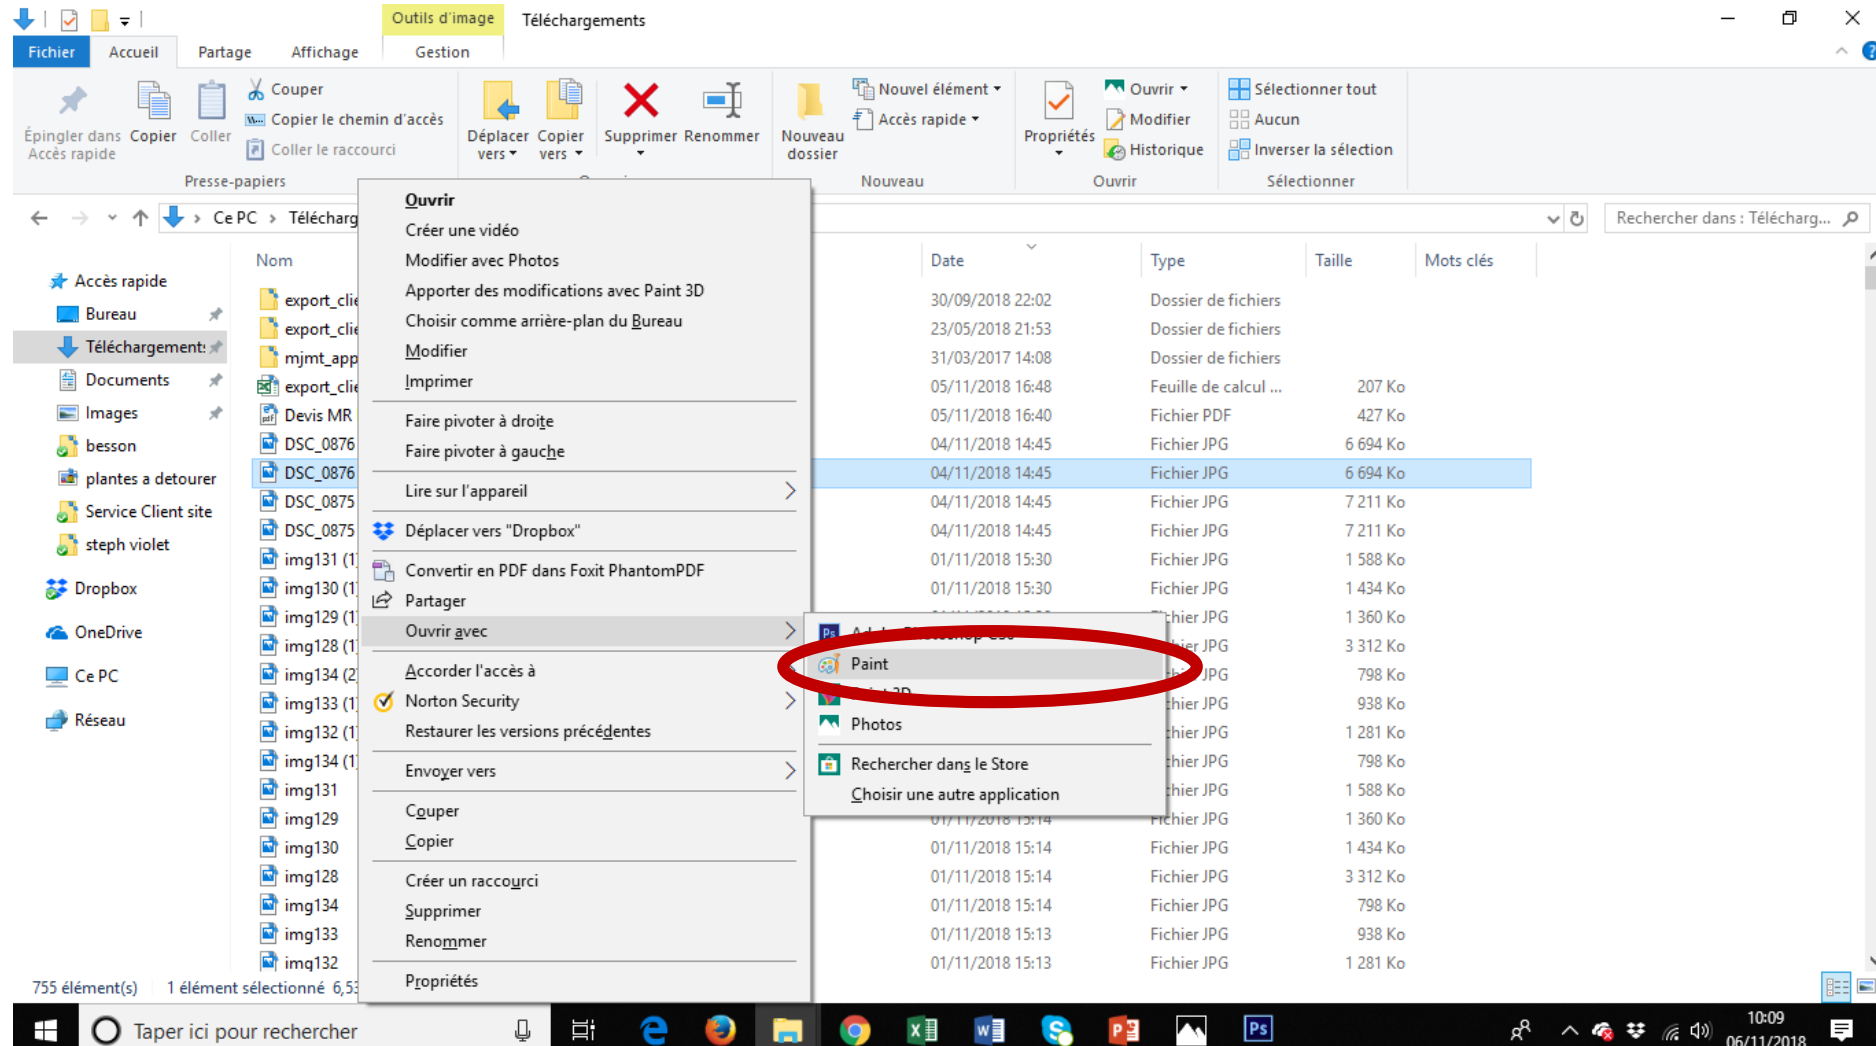 Outils d'image Téléchargements
Fichier Accueil Partage Affichage Gestion
Épingler dans Accès rapide
Copier
Coller
Couper
Copier le chemin d'accès
Coller le raccourci
Presse-papiers
Déplacer vers
Copier vers
Supprimer
Renommer
Nouveau dossier
Nouvel élément
Accès rapide
Nouveau
Propriétés
Ouvrir
Modifier
Historique
Ouvrir
Sélectionner tout
Aucun
Inverser la sélection
Sélectionner
Ce PC > Télécharg
Rechercher dans : Télécharg...
Accès rapide
Bureau
Téléchargement
Documents
Images
besson
plantes a detourer
Service Client site
steph violet
Dropbox
OneDrive
Ce PC
Réseau
Nom Date Type Taille Mots clés
export_clie 30/09/2018 22:02 Dossier de fichiers
export_clie 23/05/2018 21:53 Dossier de fichiers
mjmt_app 31/03/2017 14:08 Dossier de fichiers
export_clie 05/11/2018 16:48 Feuille de calcul ... 207 Ko
Devis MR 05/11/2018 16:40 Fichier PDF 427 Ko
DSC_0876 04/11/2018 14:45 Fichier JPG 6 694 Ko
DSC_0876 04/11/2018 14:45 Fichier JPG 6 694 Ko
DSC_0875 04/11/2018 14:45 Fichier JPG 7 211 Ko
DSC_0875 04/11/2018 14:45 Fichier JPG 7 211 Ko
img131 (1) 01/11/2018 15:30 Fichier JPG 1 588 Ko
img130 (1) 01/11/2018 15:30 Fichier JPG 1 434 Ko
img129 (1) 1 360 Ko
img128 (1) 3 312 Ko
img134 (2) 798 Ko
img133 (1) 938 Ko
img132 (1) 1 281 Ko
img134 (1) 798 Ko
img131 1 588 Ko
img129 01/11/2018 15:14 Fichier JPG 1 360 Ko
img130 01/11/2018 15:14 Fichier JPG 1 434 Ko
img128 01/11/2018 15:14 Fichier JPG 3 312 Ko
img134 01/11/2018 15:14 Fichier JPG 798 Ko
img133 01/11/2018 15:13 Fichier JPG 938 Ko
img132 01/11/2018 15:13 Fichier JPG 1 281 Ko
Ouvrir
Créer une vidéo
Modifier avec Photos
Apporter des modifications avec Paint 3D
Choisir comme arrière-plan du Bureau
Modifier
Imprimer
Faire pivoter à droite
Faire pivoter à gauche
Lire sur l'appareil
Déplacer vers "Dropbox"
Convertir en PDF dans Foxit PhantomPDF
Partager
Ouvrir avec
Accorder l'accès à
Norton Security
Restaurer les versions précédentes
Envoyer vers
Couper
Copier
Créer un raccourci
Supprimer
Renommer
Propriétés
Paint
Photos
Rechercher dans le Store
Choisir une autre application
755 élément(s) 1 élément sélectionné 6,53
Taper ici pour rechercher
10:09
06/11/2018